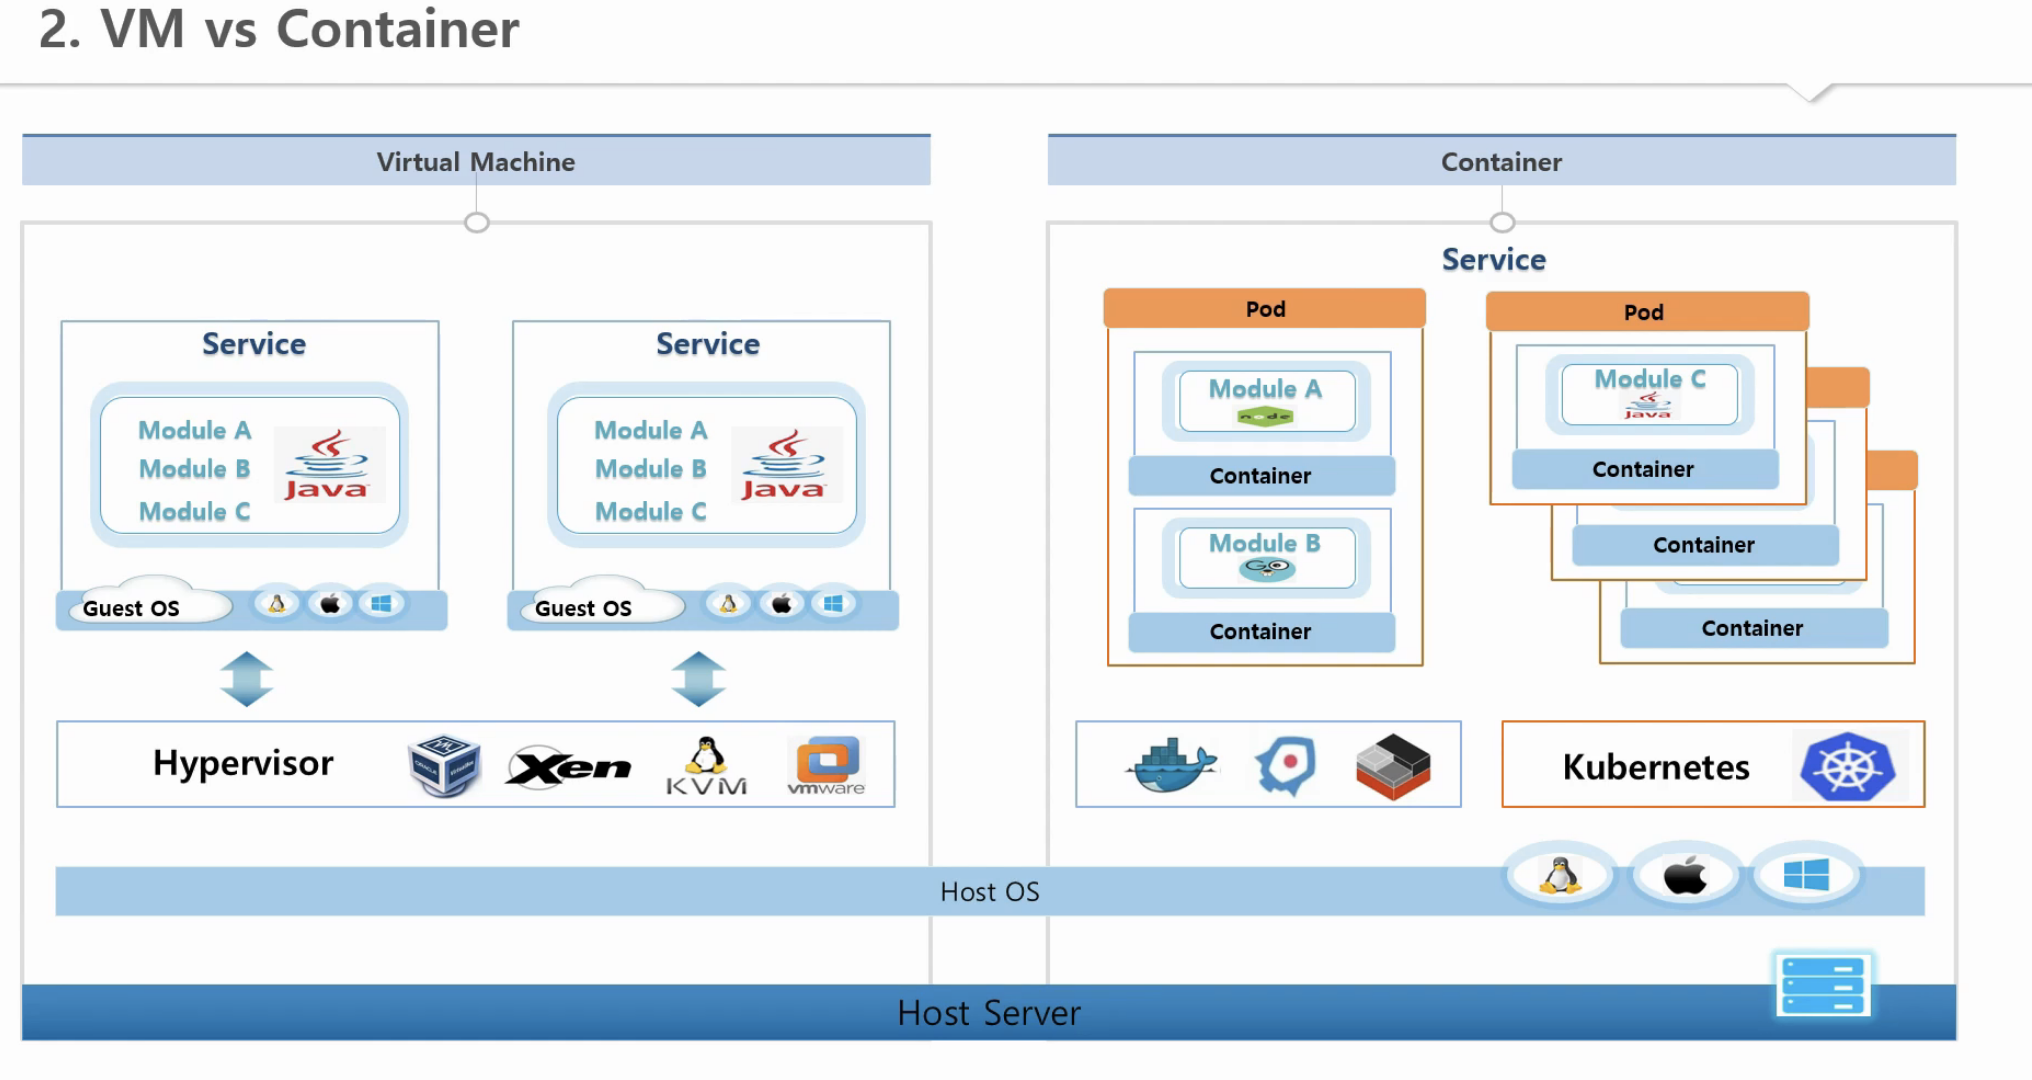 2. VM vs Container
Virtual Machine
Service
Module A
Module B
Module C
Java
Guest OS
Service
Module A
Module B
Module C
Java
Guest OS
Hypervisor
ORACLE
VirtualBox
Xen
KVM
vmware
Container
Service
Pod
Module A
node
Container
Module B
GO
Container
Pod
Module C
Java
Container
Container
Container
Kubernetes
Host OS
Host Server